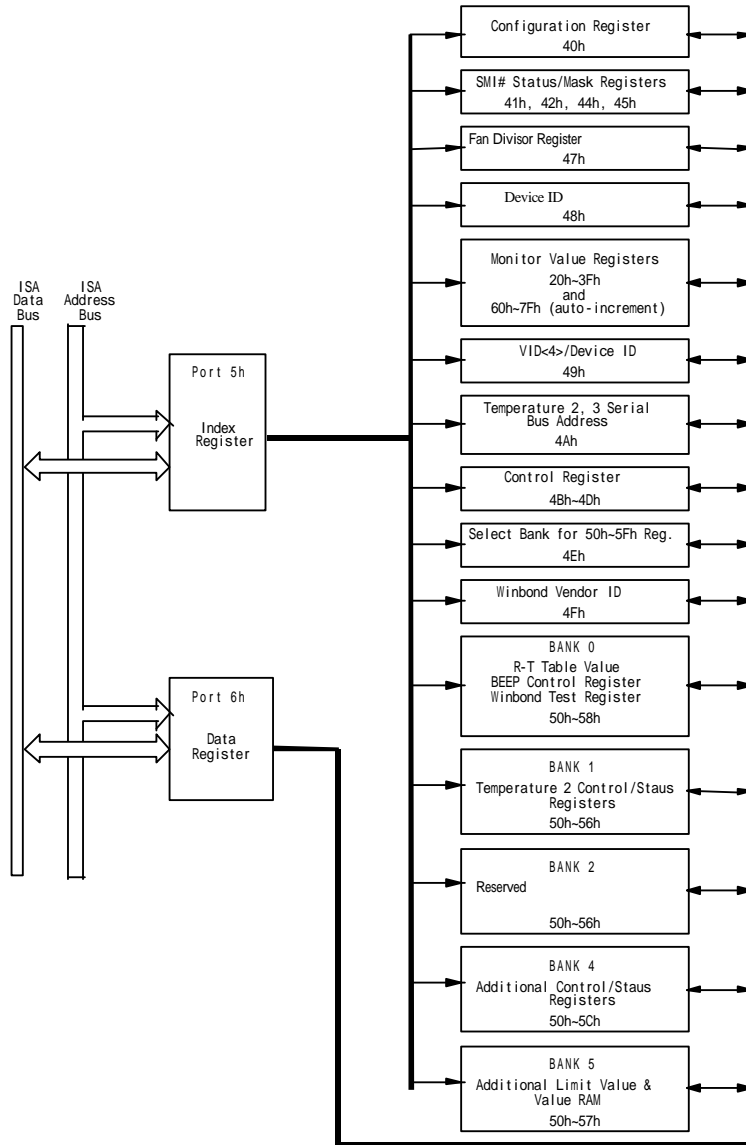 Configuration Register
40h
SMI# Status/Mask Registers
41h, 42h, 44h, 45h
Fan Divisor Register
47h
Device ID
48h
Monitor Value Registers
20h~3Fh
and
60h~7Fh (auto-increment)
VID<4>/Device ID
49h
Temperature 2, 3 Serial
Bus Address
4Ah
Control Register
4Bh~4Dh
Select Bank for 50h~5Fh Reg.
4Eh
Winbond Vendor ID
4Fh
BANK 0
R-T Table Value
BEEP Control Register
Winbond Test Register
50h~58h
BANK 1
Temperature 2 Control/Staus
Registers
50h~56h
BANK 2
Reserved
50h~56h
BANK 4
Additional Control/Staus
Registers
50h~5Ch
BANK 5
Additional Limit Value &
Value RAM
50h~57h
ISA
Data
Bus
ISA
Address
Bus
Port 5h
Index
Register
Port 6h
Data
Register